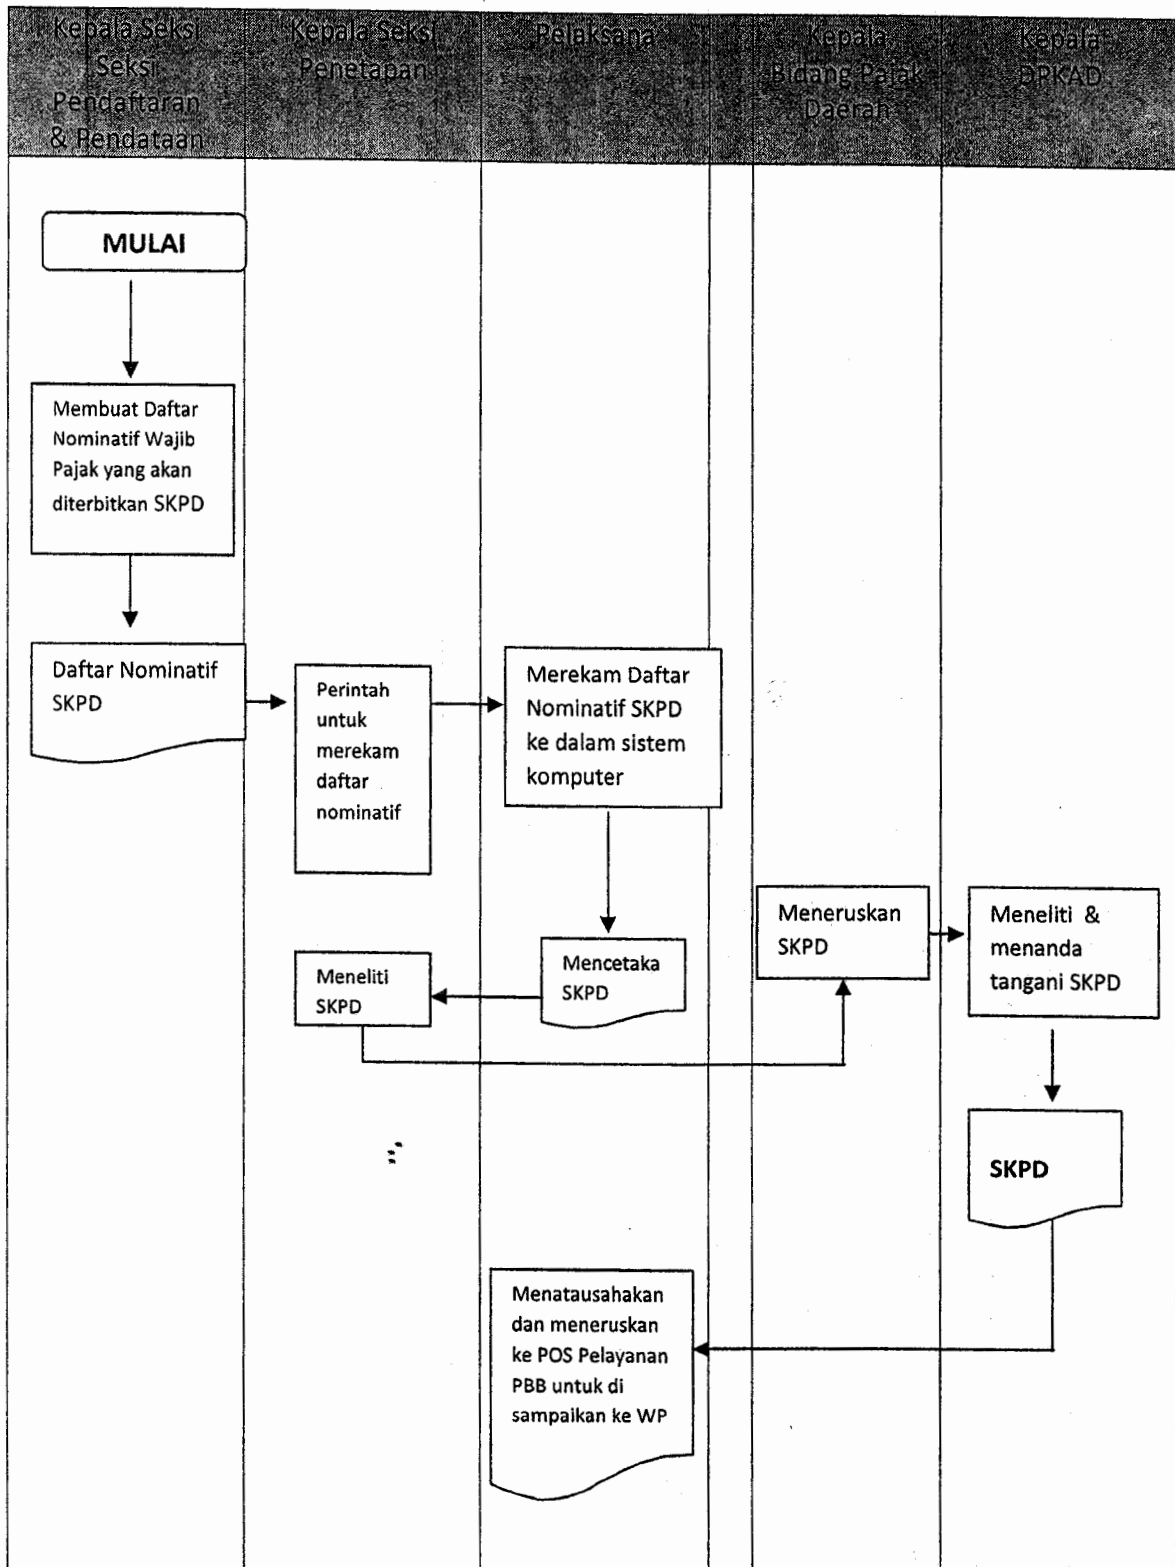 Kepala Seksi
Seksi
Pendaftaran
& Pendataan
Kepala Seksi
Penetapan
Pelaksana
Kepala
Bidang Pajak
Daerah
Kepala
DPKAD
MULAI
Membuat Daftar
Nominatif Wajib
Pajak yang akan
diterbitkan SKPD
Daftar Nominatif
SKPD
Perintah
untuk
merekam
daftar
nominatif
Merekam Daftar
Nominatif SKPD
ke dalam sistem
komputer
Mencetaka
SKPD
Meneliti
SKPD
Meneruskan
SKPD
Meneliti &
menanda
tangani SKPD
SKPD
Menatausahakan
dan meneruskan
ke POS Pelayanan
PBB untuk di
sampaikan ke WP